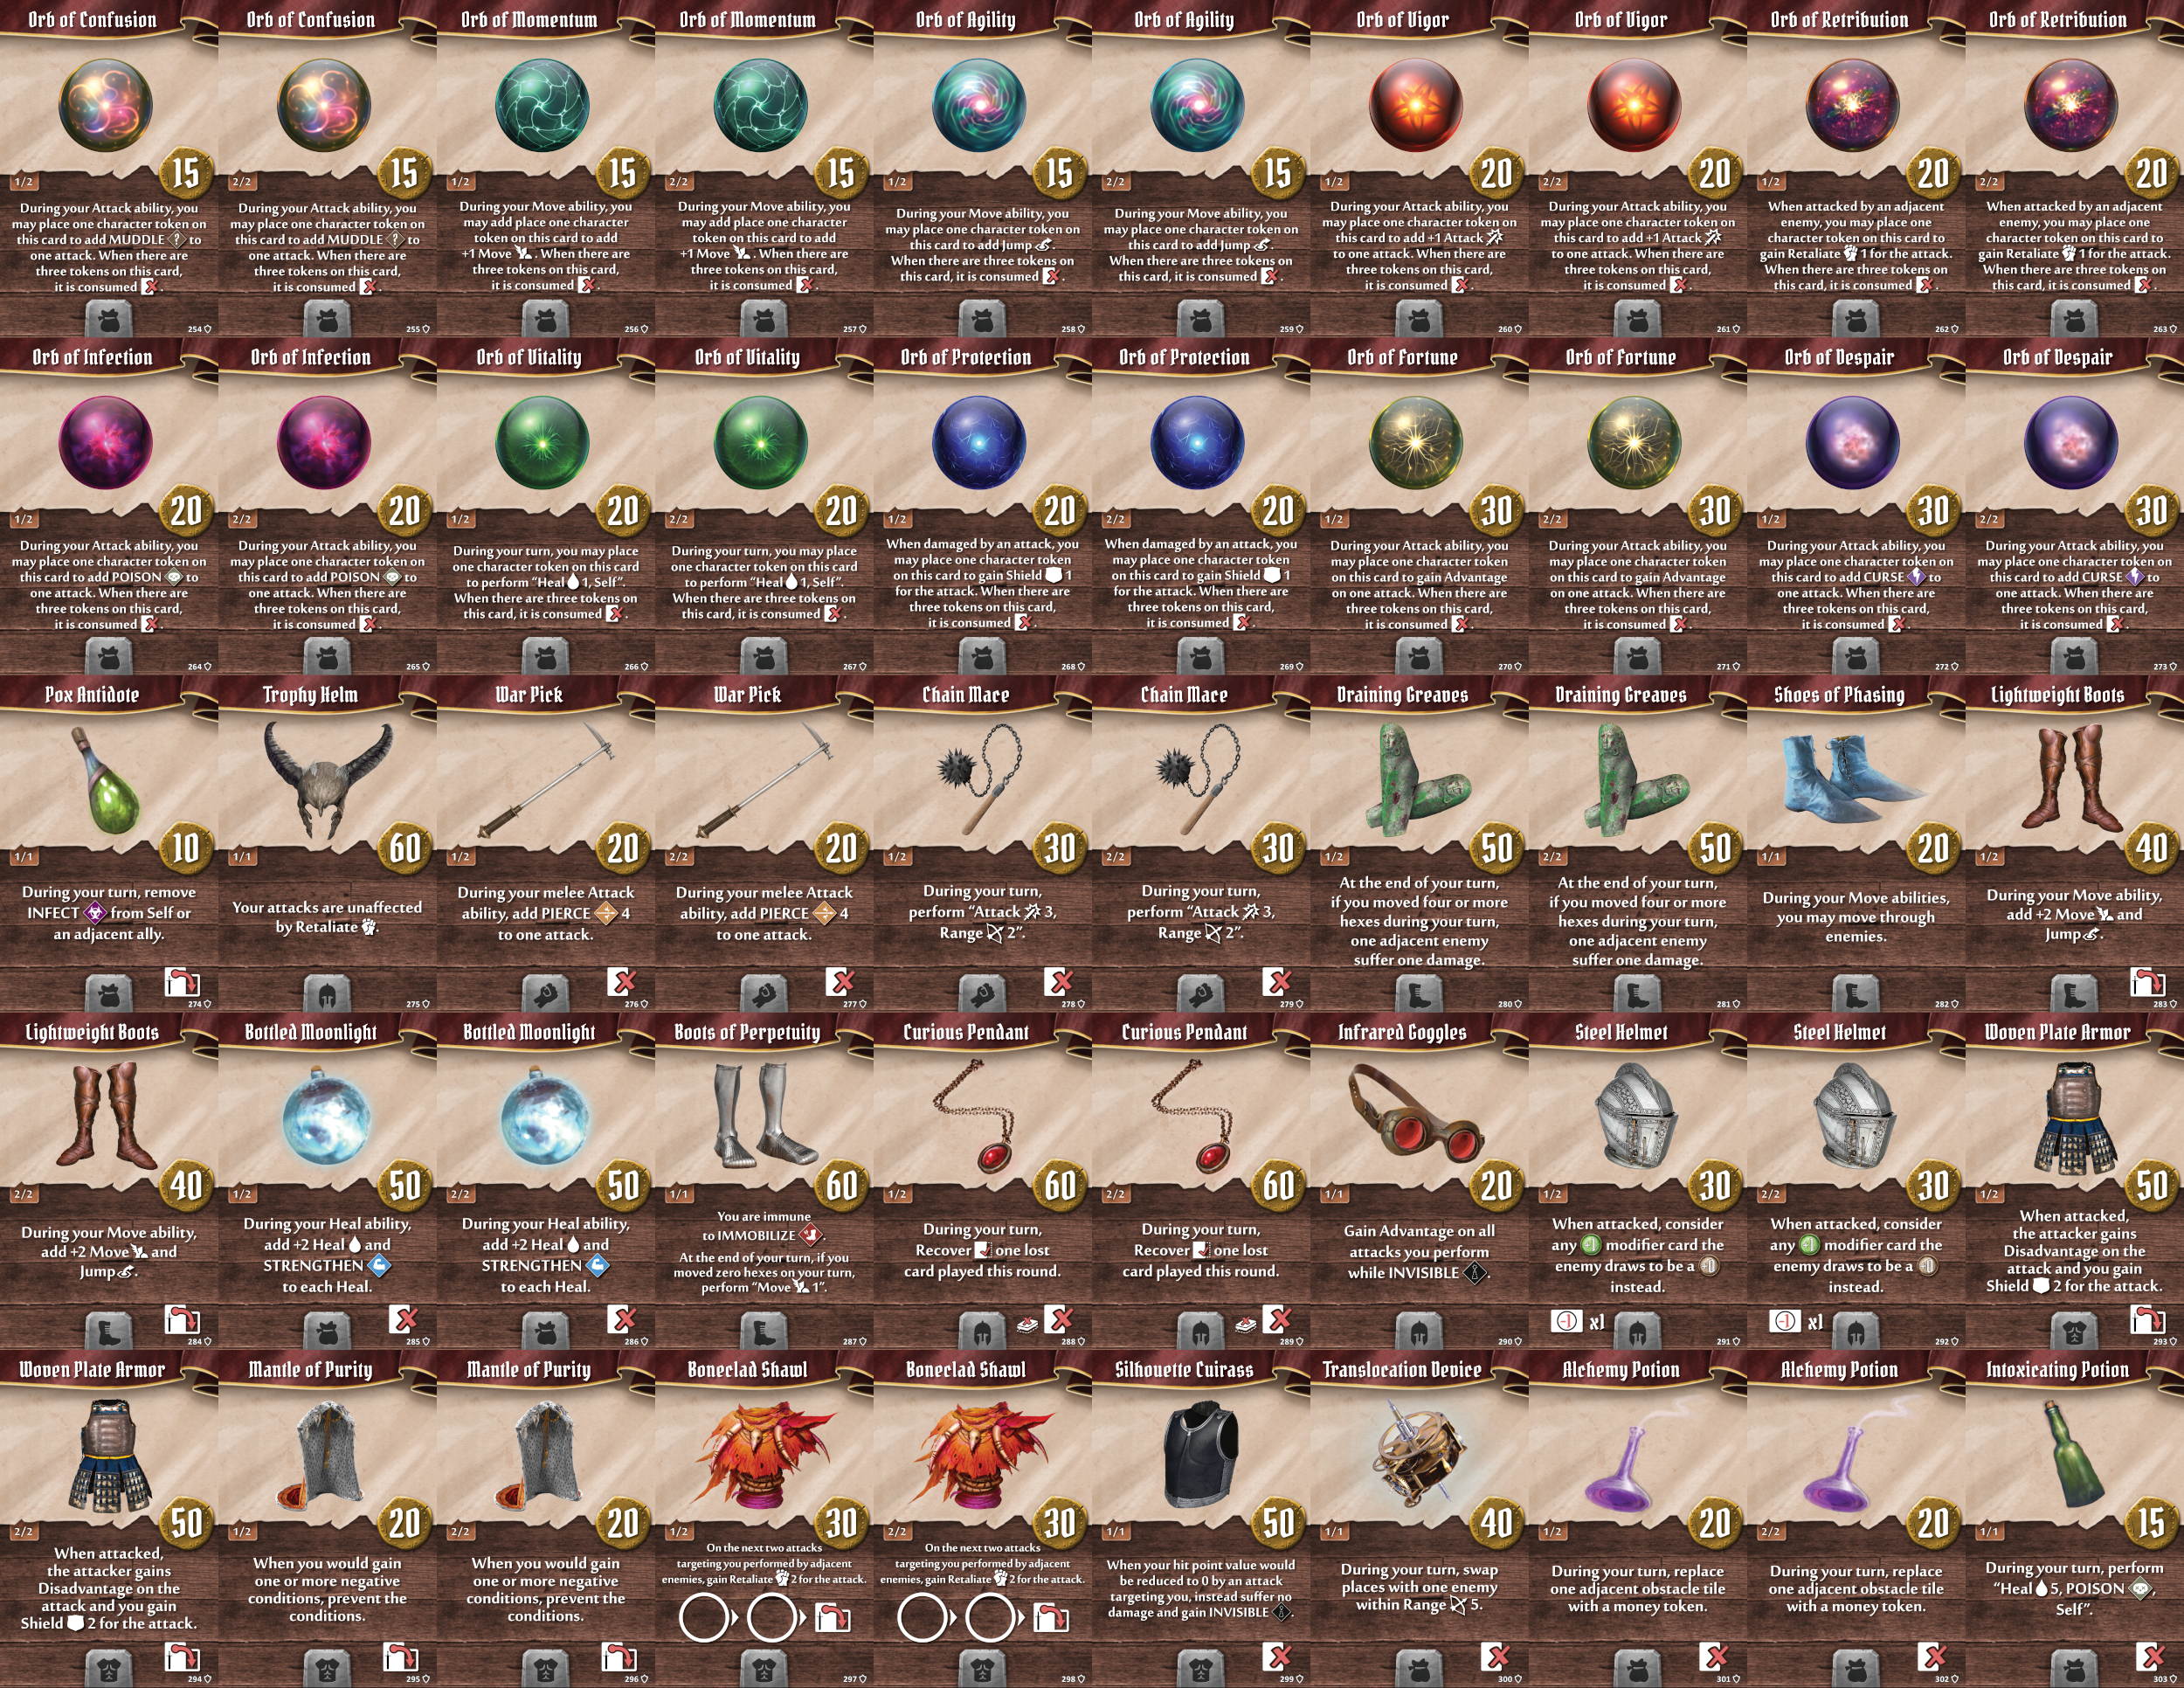 Orb of Confusion
15
1/2
During your Attack ability, you
may place one character token on
this card to add MUDDLE to
one attack. When there are
three tokens on this card,
it is consumed .
254
Orb of Confusion
15
2/2
During your Attack ability, you
may place one character token on
this card to add MUDDLE to
one attack. When there are
three tokens on this card,
it is consumed .
255
Orb of Momentum
15
1/2
During your Move ability, you
may add place one character
token on this card to add
+1 Move . When there are
three tokens on this card,
it is consumed .
256
Orb of Momentum
15
2/2
During your Move ability, you
may add place one character
token on this card to add
+1 Move . When there are
three tokens on this card,
it is consumed .
257
Orb of Agility
15
1/2
During your Move ability, you
may place one character token on
this card to add Jump .
When there are three tokens on
this card, it is consumed .
258
Orb of Agility
15
2/2
During your Move ability, you
may place one character token on
this card to add Jump .
When there are three tokens on
this card, it is consumed .
259
Orb of Vigor
20
1/2
During your Attack ability, you
may place one character token on
this card to add +1 Attack
to one attack. When there are
three tokens on this card,
it is consumed .
260
Orb of Vigor
20
2/2
During your Attack ability, you
may place one character token on
this card to add +1 Attack
to one attack. When there are
three tokens on this card,
it is consumed .
261
Orb of Retribution
20
1/2
When attacked by an adjacent
enemy, you may place one
character token on this card to
gain Retaliate 1 for the attack.
When there are three tokens on
this card, it is consumed .
262
Orb of Retribution
20
2/2
When attacked by an adjacent
enemy, you may place one
character token on this card to
gain Retaliate 1 for the attack.
When there are three tokens on
this card, it is consumed .
263
Orb of Infection
20
1/2
During your Attack ability, you
may place one character token on
this card to add POISON to
one attack. When there are
three tokens on this card,
it is consumed .
264
Orb of Infection
20
2/2
During your Attack ability, you
may place one character token on
this card to add POISON to
one attack. When there are
three tokens on this card,
it is consumed .
265
Orb of Vitality
20
1/2
During your turn, you may place
one character token on this card
to perform “Heal 1, Self”.
When there are three tokens on
this card, it is consumed .
266
Orb of Vitality
20
2/2
During your turn, you may place
one character token on this card
to perform “Heal 1, Self”.
When there are three tokens on
this card, it is consumed .
267
Orb of Protection
20
1/2
When damaged by an attack, you
may place one character token
on this card to gain Shield 1
for the attack. When there are
three tokens on this card,
it is consumed .
268
Orb of Protection
20
2/2
When damaged by an attack, you
may place one character token
on this card to gain Shield 1
for the attack. When there are
three tokens on this card,
it is consumed .
269
Orb of Fortune
30
1/2
During your Attack ability, you
may place one character token
on this card to gain Advantage
on one attack. When there are
three tokens on this card,
it is consumed .
270
Orb of Fortune
30
2/2
During your Attack ability, you
may place one character token
on this card to gain Advantage
on one attack. When there are
three tokens on this card,
it is consumed .
271
Orb of Despair
30
1/2
During your Attack ability, you
may place one character token on
this card to add CURSE to
one attack. When there are
three tokens on this card,
it is consumed .
272
Orb of Despair
30
2/2
During your Attack ability, you
may place one character token on
this card to add CURSE to
one attack. When there are
three tokens on this card,
it is consumed .
273
Pox Antidote
10
1/1
During your turn, remove
INFECT from Self or
an adjacent ally.
274
Trophy Helm
60
1/1
Your attacks are unaffected
by Retaliate .
275
War Pick
20
1/2
During your melee Attack
ability, add PIERCE 4
to one attack.
276
War Pick
20
2/2
During your melee Attack
ability, add PIERCE 4
to one attack.
277
Chain Mace
30
1/2
During your turn,
perform “Attack 3,
Range 2”.
278
Chain Mace
30
2/2
During your turn,
perform “Attack 3,
Range 2”.
279
Draining Greaves
50
1/2
At the end of your turn,
if you moved four or more
hexes during your turn,
one adjacent enemy
suffer one damage.
280
Draining Greaves
50
2/2
At the end of your turn,
if you moved four or more
hexes during your turn,
one adjacent enemy
suffer one damage.
281
Shoes of Phasing
20
1/1
During your Move abilities,
you may move through
enemies.
282
Lightweight Boots
40
1/2
During your Move ability,
add +2 Move and
Jump .
283
Lightweight Boots
40
2/2
During your Move ability,
add +2 Move and
Jump .
284
Bottled Moonlight
50
1/2
During your Heal ability,
add +2 Heal and
STRENGTHEN
to each Heal.
285
Bottled Moonlight
50
2/2
During your Heal ability,
add +2 Heal and
STRENGTHEN
to each Heal.
286
Boots of Perpetuity
60
1/1
You are immune
to IMMOBILIZE .
At the end of your turn, if you
moved zero hexes on your turn,
perform “Move 1”.
287
Curious Pendant
60
1/2
During your turn,
Recover one lost
card played this round.
288
Curious Pendant
60
2/2
During your turn,
Recover one lost
card played this round.
289
Infrared Goggles
20
1/1
Gain Advantage on all
attacks you perform
while INVISIBLE .
290
Steel Helmet
30
1/2
When attacked, consider
any +1 modifier card the
enemy draws to be a
instead.
-1 x1
291
Steel Helmet
30
2/2
When attacked, consider
any +1 modifier card the
enemy draws to be a
instead.
-1 x1
292
Woven Plate Armor
50
1/2
When attacked,
the attacker gains
Disadvantage on the
attack and you gain
Shield 2 for the attack.
293
Woven Plate Armor
50
2/2
When attacked,
the attacker gains
Disadvantage on the
attack and you gain
Shield 2 for the attack.
294
Mantle of Purity
20
1/2
When you would gain
one or more negative
conditions, prevent the
conditions.
295
Mantle of Purity
20
2/2
When you would gain
one or more negative
conditions, prevent the
conditions.
296
Boneclad Shawl
30
1/2
On the next two attacks
targeting you performed by adjacent
enemies, gain Retaliate 2 for the attack.
297
Boneclad Shawl
30
2/2
On the next two attacks
targeting you performed by adjacent
enemies, gain Retaliate 2 for the attack.
298
Silhouette Cuirass
50
1/1
When your hit point value would
be reduced to 0 by an attack
targeting you, instead suffer no
damage and gain INVISIBLE .
299
Translocation Device
40
1/1
During your turn, swap
places with one enemy
within Range 5.
300
Alchemy Potion
20
1/2
During your turn, replace
one adjacent obstacle tile
with a money token.
301
Alchemy Potion
20
2/2
During your turn, replace
one adjacent obstacle tile
with a money token.
302
Intoxicating Potion
15
1/1
During your turn, perform
“Heal 5, POISON ,
Self”.
303